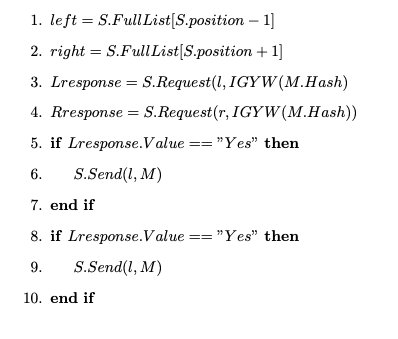 1. left = S.FullList[S.position − 1]
2. right = S.FullList[S.position + 1]
3. Lresponse = S.Request(l, IGYW(M.Hash)
4. Rresponse = S.Request(r, IGYW(M.Hash))
5. if Lresponse.Value == ”Yes” then
6. S.Send(l, M)
7. end if
8. if Lresponse.Value == ”Yes” then
9. S.Send(l, M)
10. end if